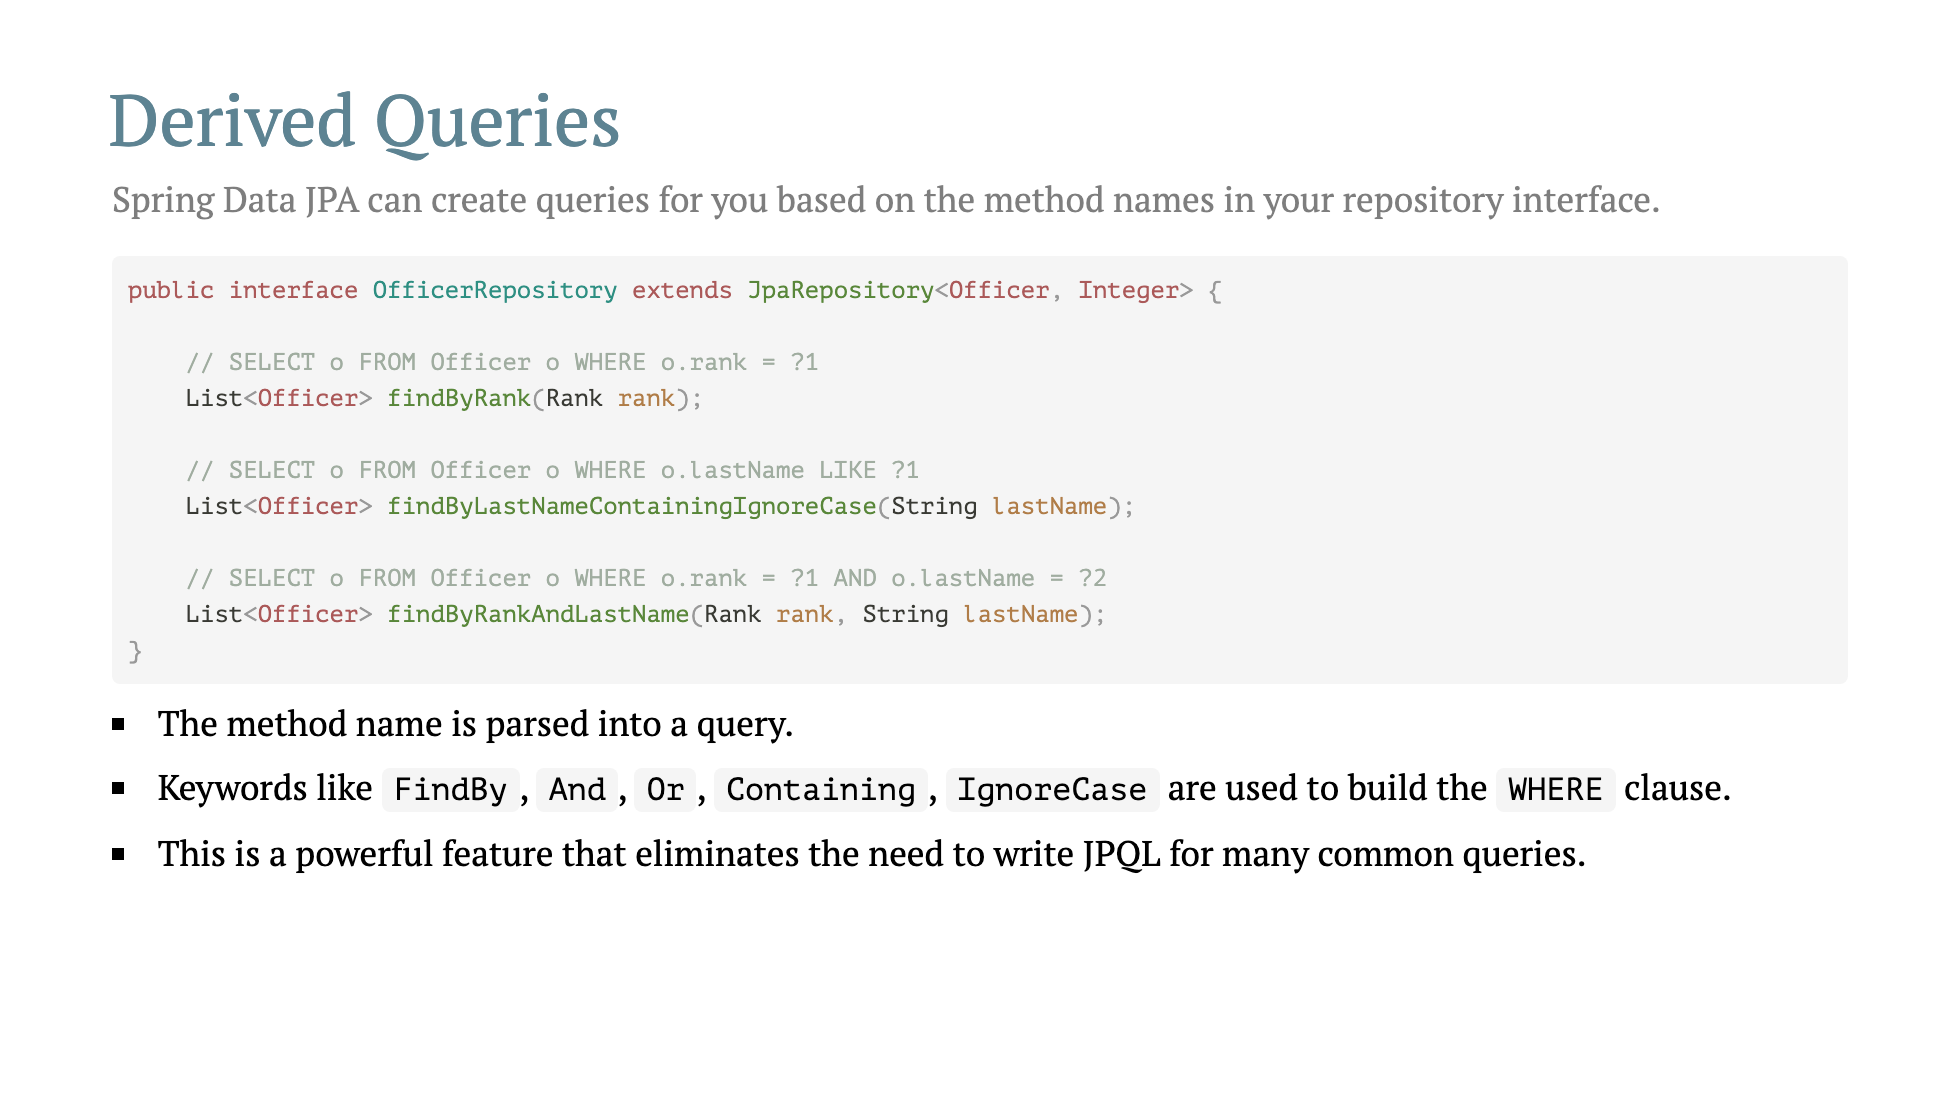 Derived Queries
Spring Data JPA can create queries for you based on the method names in your repository interface.
public interface OfficerRepository extends JpaRepository<Officer, Integer> {
    // SELECT o FROM Officer o WHERE o.rank = ?1
    List<Officer> findByRank(Rank rank);
    // SELECT o FROM Officer o WHERE o.lastName LIKE ?1
    List<Officer> findByLastNameContainingIgnoreCase(String lastName);
    // SELECT o FROM Officer o WHERE o.rank = ?1 AND o.lastName = ?2
    List<Officer> findByRankAndLastName(Rank rank, String lastName);
}
▪ The method name is parsed into a query.
▪ Keywords like FindBy, And, Or, Containing, IgnoreCase are used to build the WHERE clause.
▪ This is a powerful feature that eliminates the need to write JPQL for many common queries.